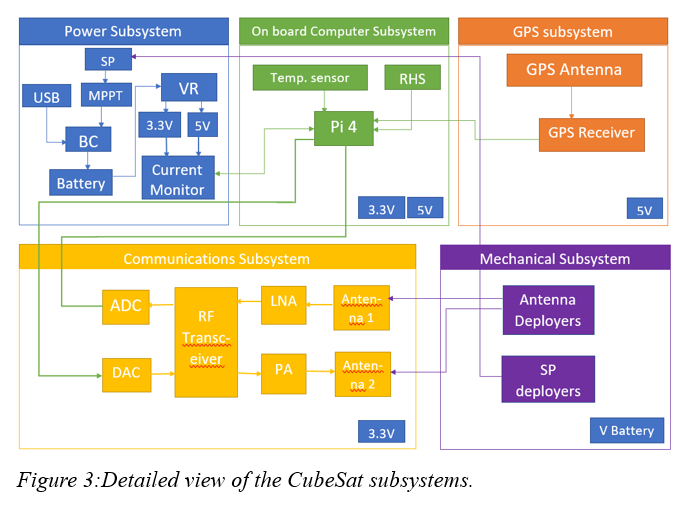 Power Subsystem
SP
USB
MPPT
VR
3.3V
5V
BC
Battery
Current
Monitor
On board Computer Subsystem
Temp. sensor
RHS
Pi 4
3.3V
5V
GPS subsystem
GPS Antenna
GPS Receiver
5V
Communications Subsystem
ADC
RF
Transc-
eiver
LNA
Anten-
na 1
DAC
PA
Anten-
na 2
3.3V
Mechanical Subsystem
Antenna
Deployers
SP
deployers
V Battery
Figure 3:Detailed view of the CubeSat subsystems.